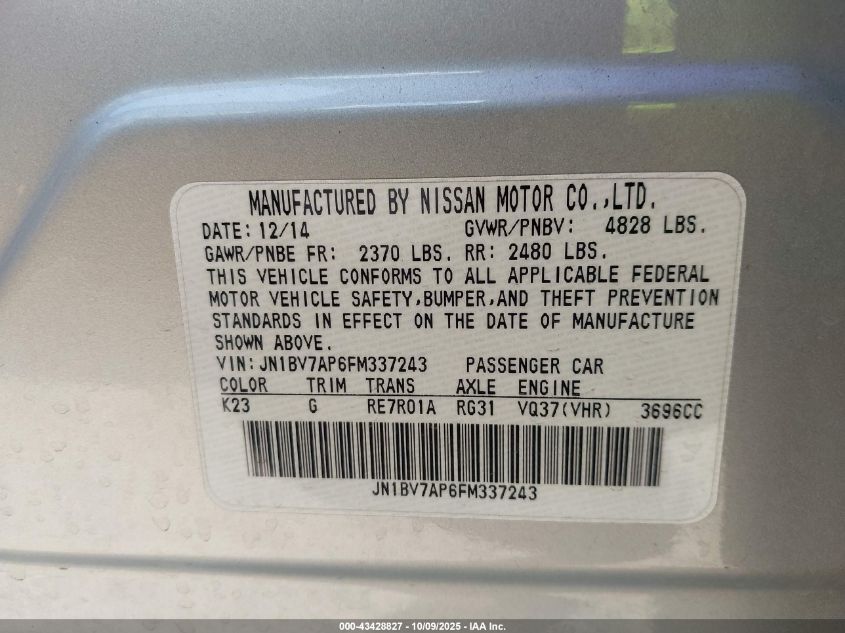 MANUFACTURED BY NISSAN MOTOR CO.,LTD.
DATE: 12/14 GVWR/PNBV: 4828 LBS.
GAWR/PNBE FR: 2370 LBS. RR: 2480 LBS.
THIS VEHICLE CONFORMS TO ALL APPLICABLE FEDERAL
MOTOR VEHICLE SAFETY,BUMPER,AND THEFT PREVENTION
STANDARDS IN EFFECT ON THE DATE OF MANUFACTURE
SHOWN ABOVE.
VIN:JN1BV7AP6FM337243 PASSENGER CAR
COLOR TRIM TRANS AXLE ENGINE
K23 G RE7R01A RG31 VQ37(VHR) 3696CC
JN1BV7AP6FM337243
000-43428827 - 10/09/2025 - IAA Inc.